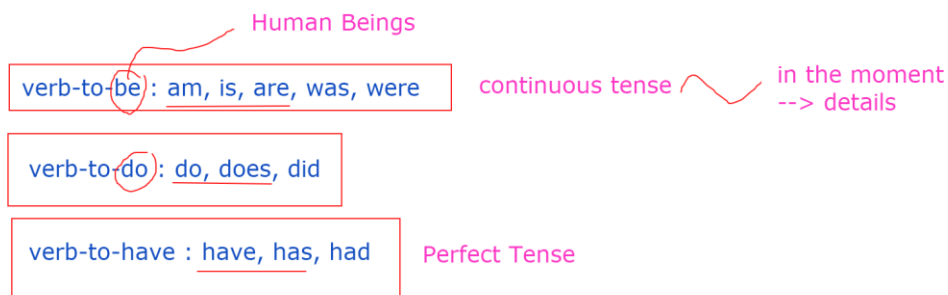 Human Beings
verb-to-be : am, is, are, was, were
continuous tense
in the moment
--> details
verb-to-do : do, does, did
verb-to-have : have, has, had
Perfect Tense